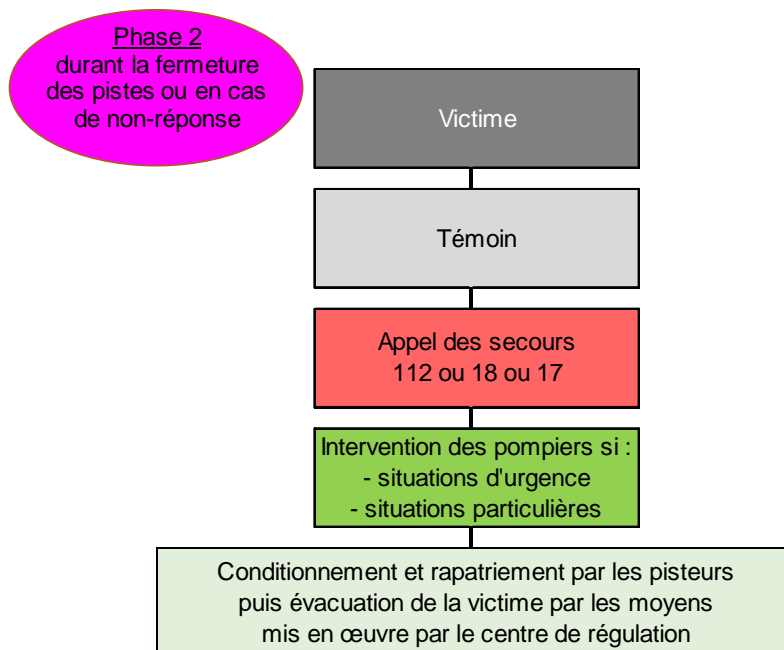 Phase 2
durant la fermeture
des pistes ou en cas
de non-réponse
Victime
Témoin
Appel des secours
112 ou 18 ou 17
Intervention des pompiers si :
- situations d'urgence
- situations particulières
Conditionnement et rapatriement par les pisteurs
puis évacuation de la victime par les moyens
mis en œuvre par le centre de régulation